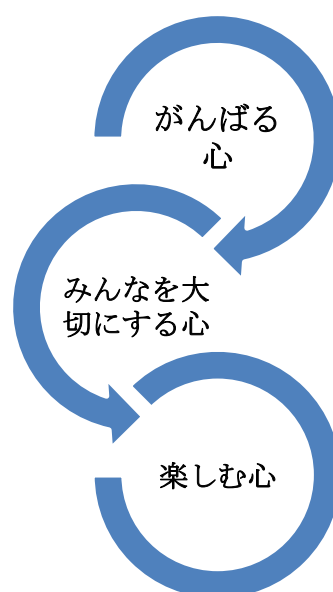 がんばる
心
みんなを大
切にする心
楽しむ心